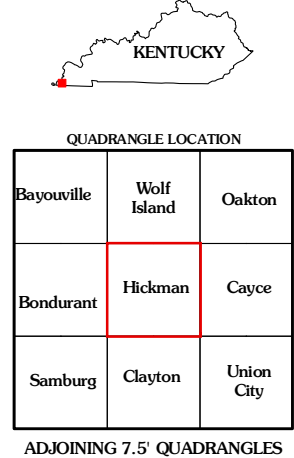 KENTUCKY
QUADRANGLE LOCATION
Bayouville
Wolf
Island
Oakton
Bondurant
Hickman
Cayce
Samburg
Clayton
Union
City
ADJOINING 7.5' QUADRANGLES